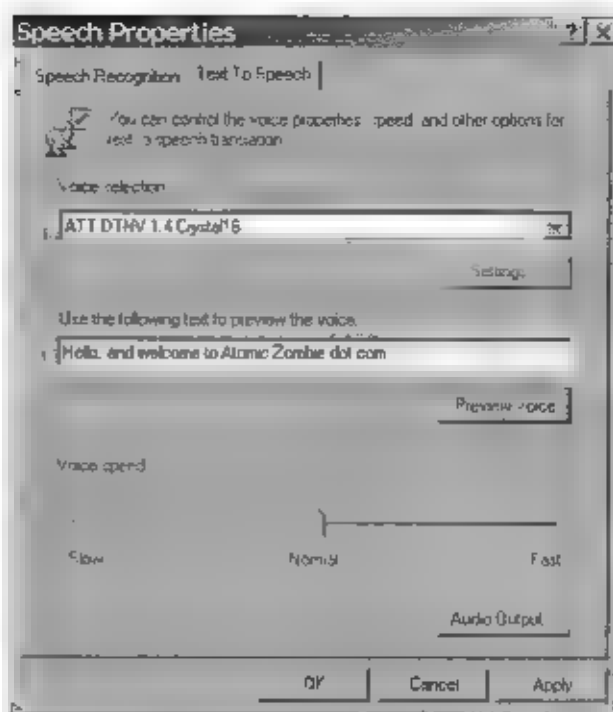 Speech Properties
Speech Recognition Text To Speech
You can control the voice properties, speed, and other options for
text to speech translation
Voice selection
ATT DTNV 1.4 Crystal16
Settings
Use the following text to preview the voice.
Hello, and welcome to Atomic Zombie dot com
Preview Voice
Voice speed
Slow Normal Fast
Audio Output
OK Cancel Apply